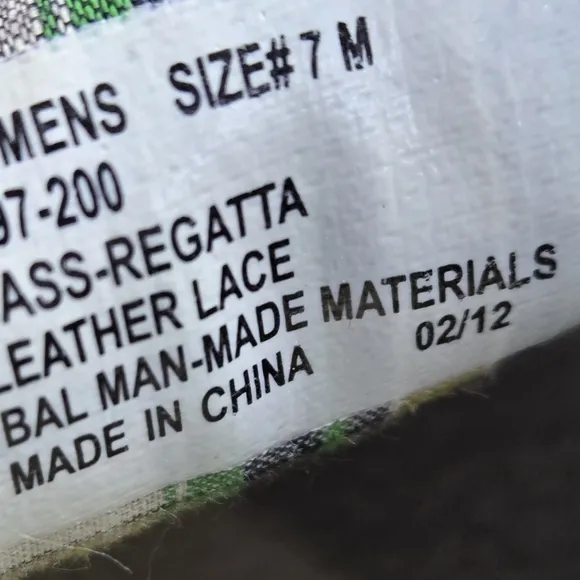 MENS SIZE# 7 M
97-200
ASS-REGATTA
LEATHER LACE
BAL MAN-MADE MATERIALS
MADE IN CHINA 02/12